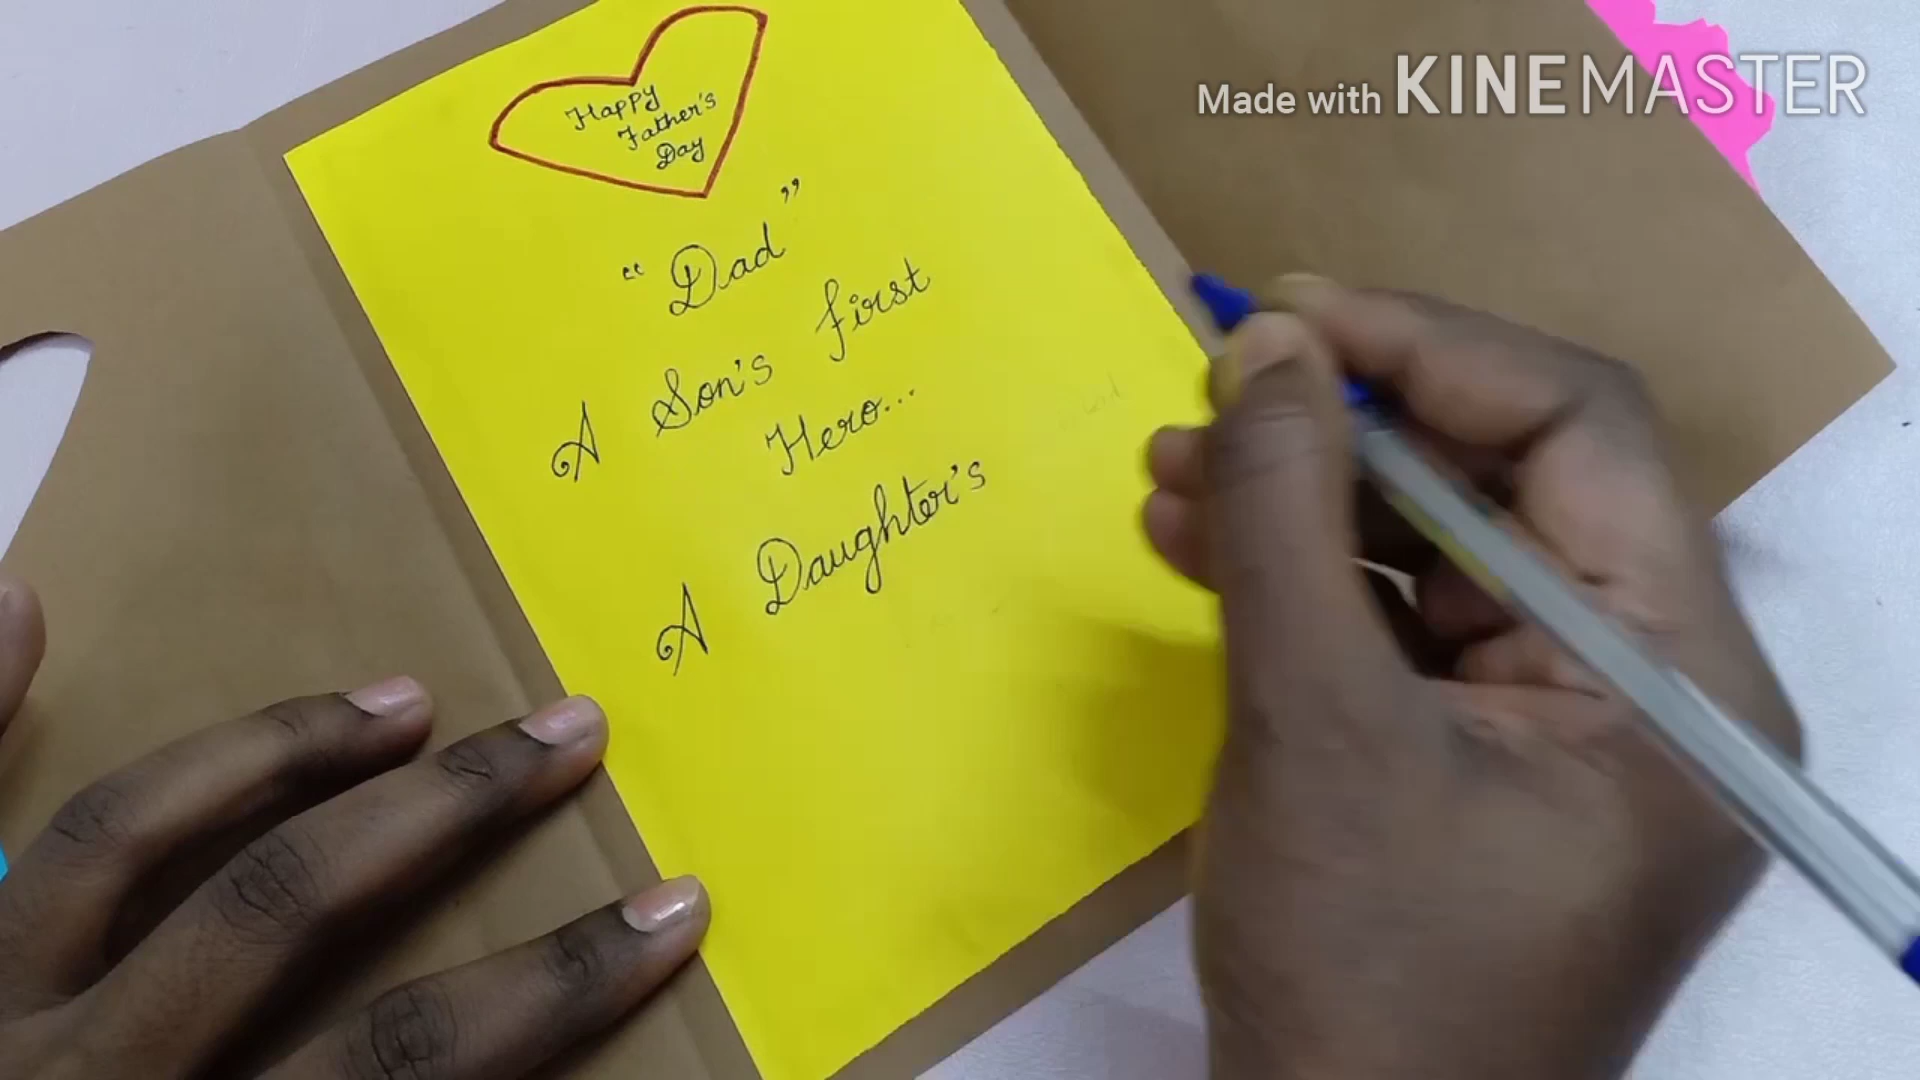 Made with KINEMASTER
Happy
Father's
Day
"Dad"
A Son's first
Hero...
A Daughter's